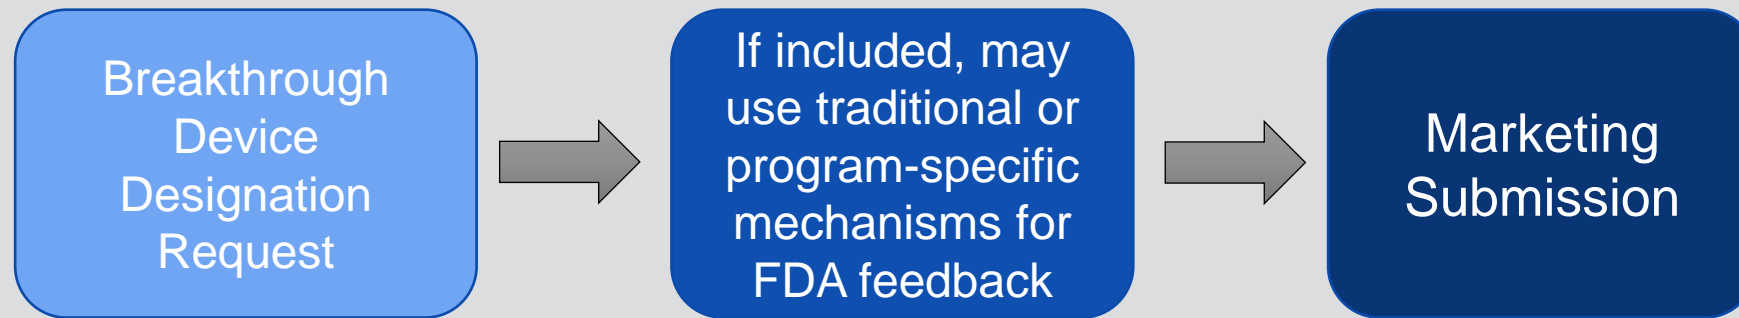 Breakthrough
Device
Designation
Request
If included, may
use traditional or
program-specific
mechanisms for
FDA feedback
Marketing
Submission